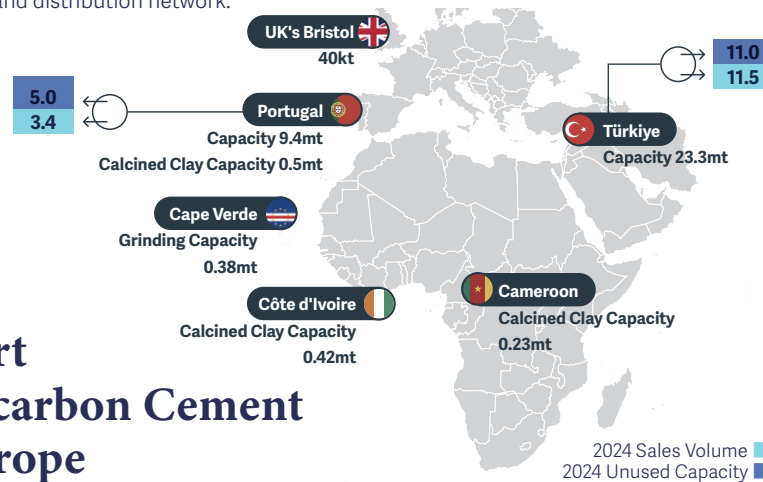 and distribution network.
UK's Bristol
40kt
11.0
11.5
5.0
3.4
Portugal
Capacity 9.4mt
Calcined Clay Capacity 0.5mt
Türkiye
Capacity 23.3mt
Cape Verde
Grinding Capacity
0.38mt
Côte d'Ivoire
Calcined Clay Capacity
0.42mt
Cameroon
Calcined Clay Capacity
0.23mt
rt
carbon Cement
rope
2024 Sales Volume
2024 Unused Capacity